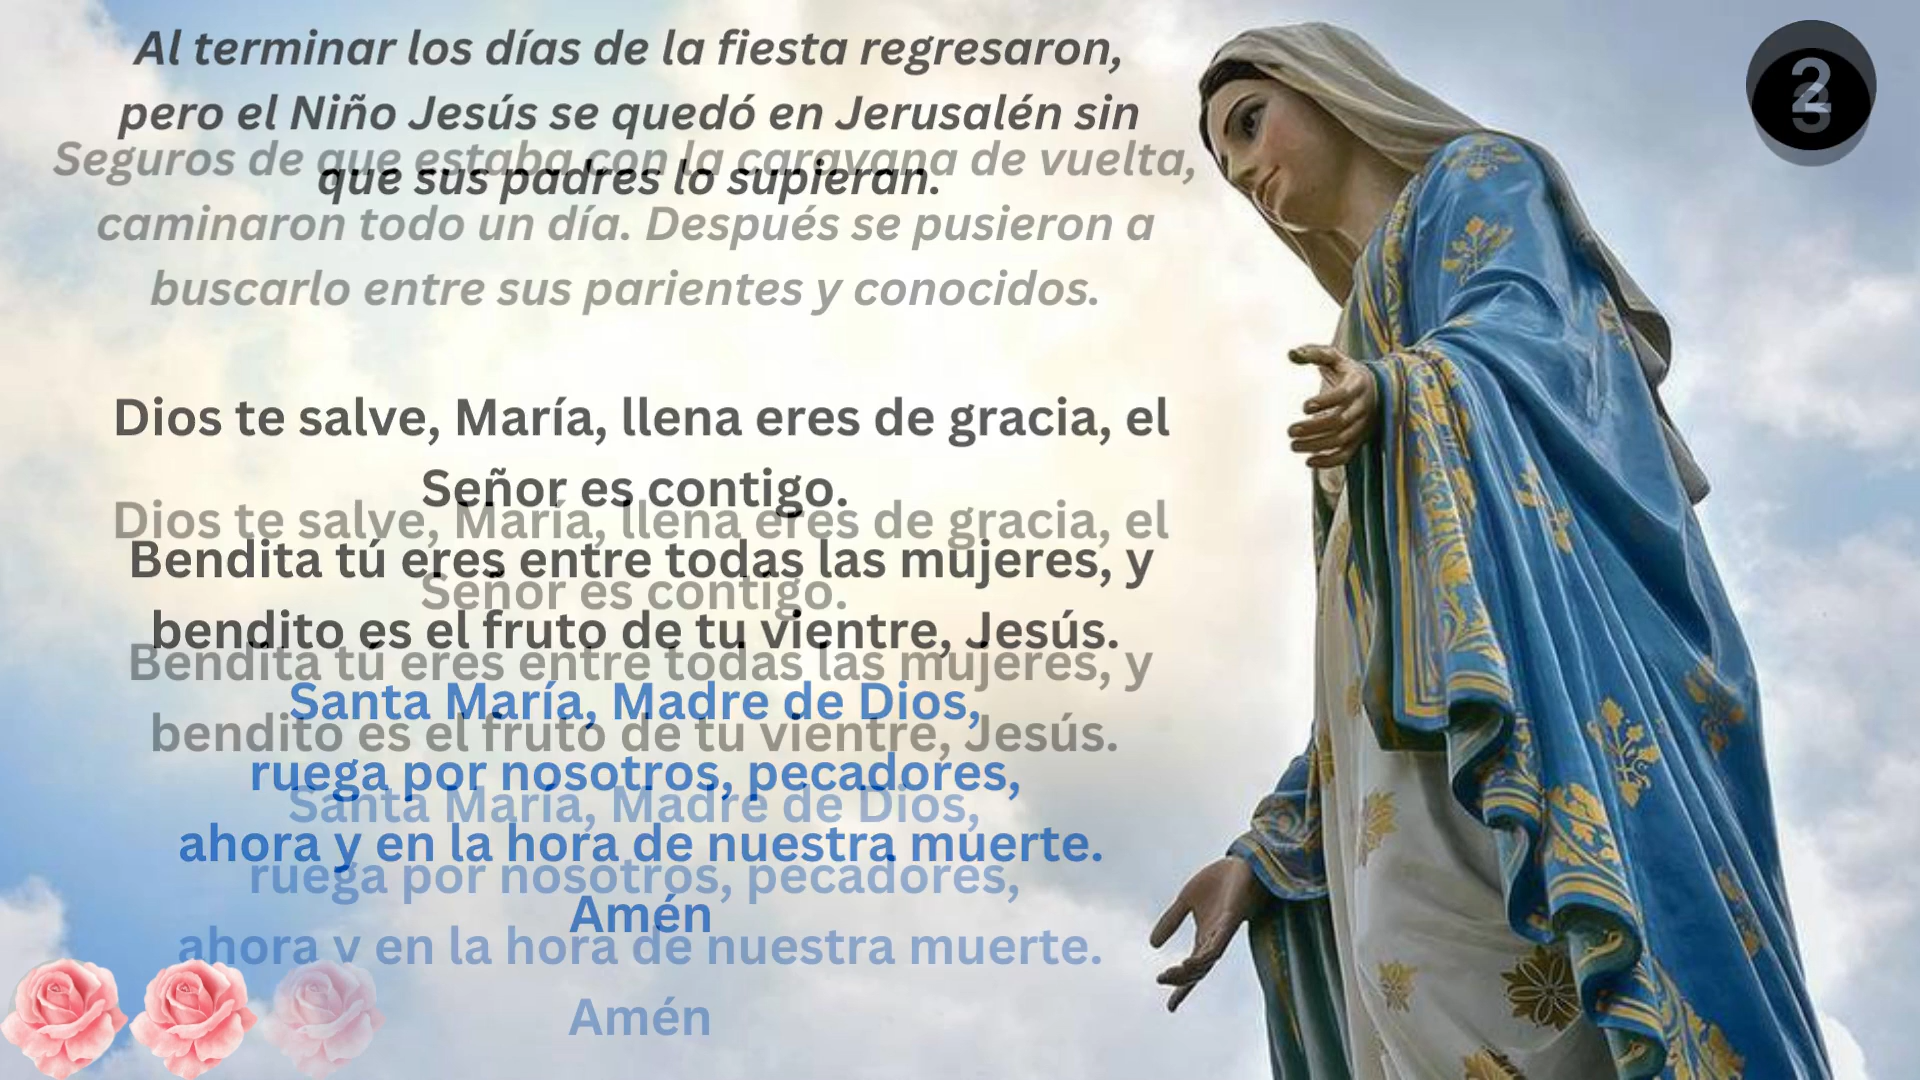 Al terminar los días de la fiesta regresaron,
pero el Niño Jesús se quedó en Jerusalén sin
que sus padres lo supieran.
Seguros de que estaba con la caravana de vuelta,
caminaron todo un día. Después se pusieron a
buscarlo entre sus parientes y conocidos.
Dios te salve, María, llena eres de gracia, el
Señor es contigo.
Bendita tú eres entre todas las mujeres, y
bendito es el fruto de tu vientre, Jesús.
Santa María, Madre de Dios,
ruega por nosotros, pecadores,
ahora y en la hora de nuestra muerte.
Amén
Dios te salve, María, llena eres de gracia, el
Señor es contigo.
Bendita tú eres entre todas las mujeres, y
bendito es el fruto de tu vientre, Jesús.
Santa María, Madre de Dios,
ruega por nosotros, pecadores,
ahora y en la hora de nuestra muerte.
Amén
2
3